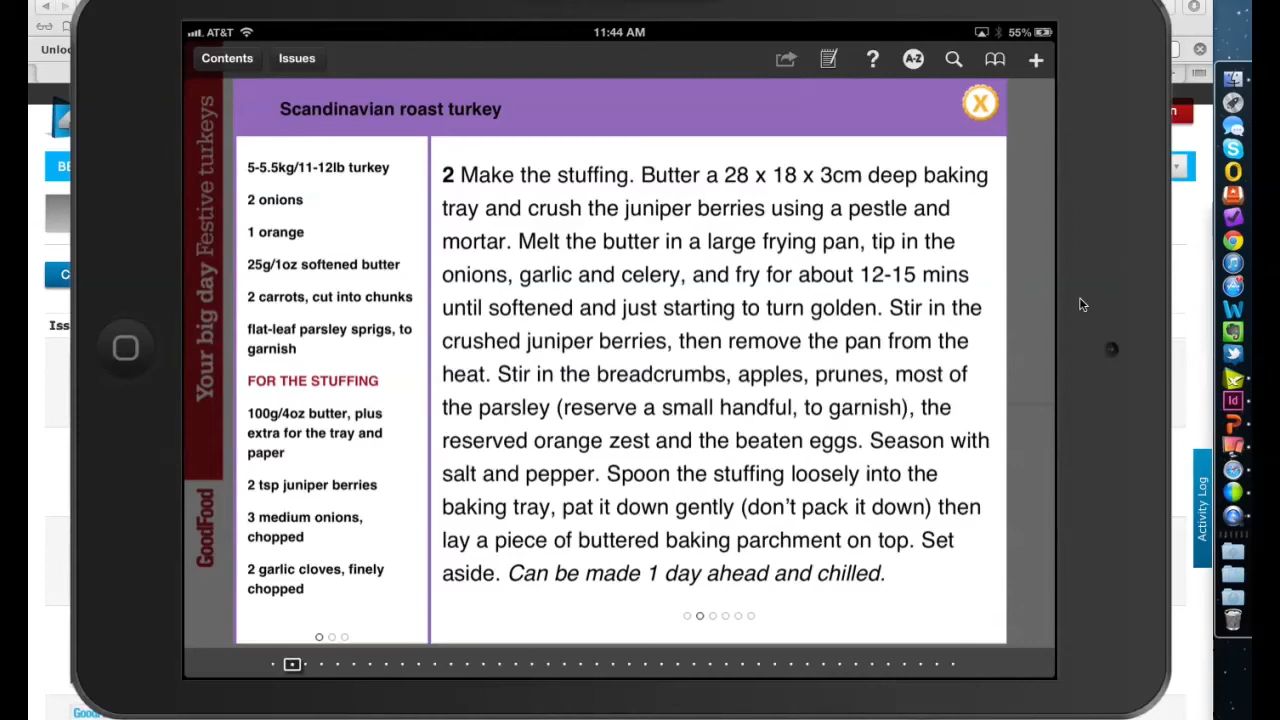 AT&T
11:44 AM
55%
Unloc
Contents
Issues
?
A-Z
+
Your big day Festive turkeys
GoodFood
Scandinavian roast turkey
X
5-5.5kg/11-12lb turkey
2 onions
1 orange
25g/1oz softened butter
2 carrots, cut into chunks
flat-leaf parsley sprigs, to
garnish
FOR THE STUFFING
100g/4oz butter, plus
extra for the tray and
paper
2 tsp juniper berries
3 medium onions,
chopped
2 garlic cloves, finely
chopped
2 Make the stuffing. Butter a 28 x 18 x 3cm deep baking
tray and crush the juniper berries using a pestle and
mortar. Melt the butter in a large frying pan, tip in the
onions, garlic and celery, and fry for about 12-15 mins
until softened and just starting to turn golden. Stir in the
crushed juniper berries, then remove the pan from the
heat. Stir in the breadcrumbs, apples, prunes, most of
the parsley (reserve a small handful, to garnish), the
reserved orange zest and the beaten eggs. Season with
salt and pepper. Spoon the stuffing loosely into the
baking tray, pat it down gently (don't pack it down) then
lay a piece of buttered baking parchment on top. Set
aside. Can be made 1 day ahead and chilled.
BE
C
Iss
GoodF
Activity Log
Id